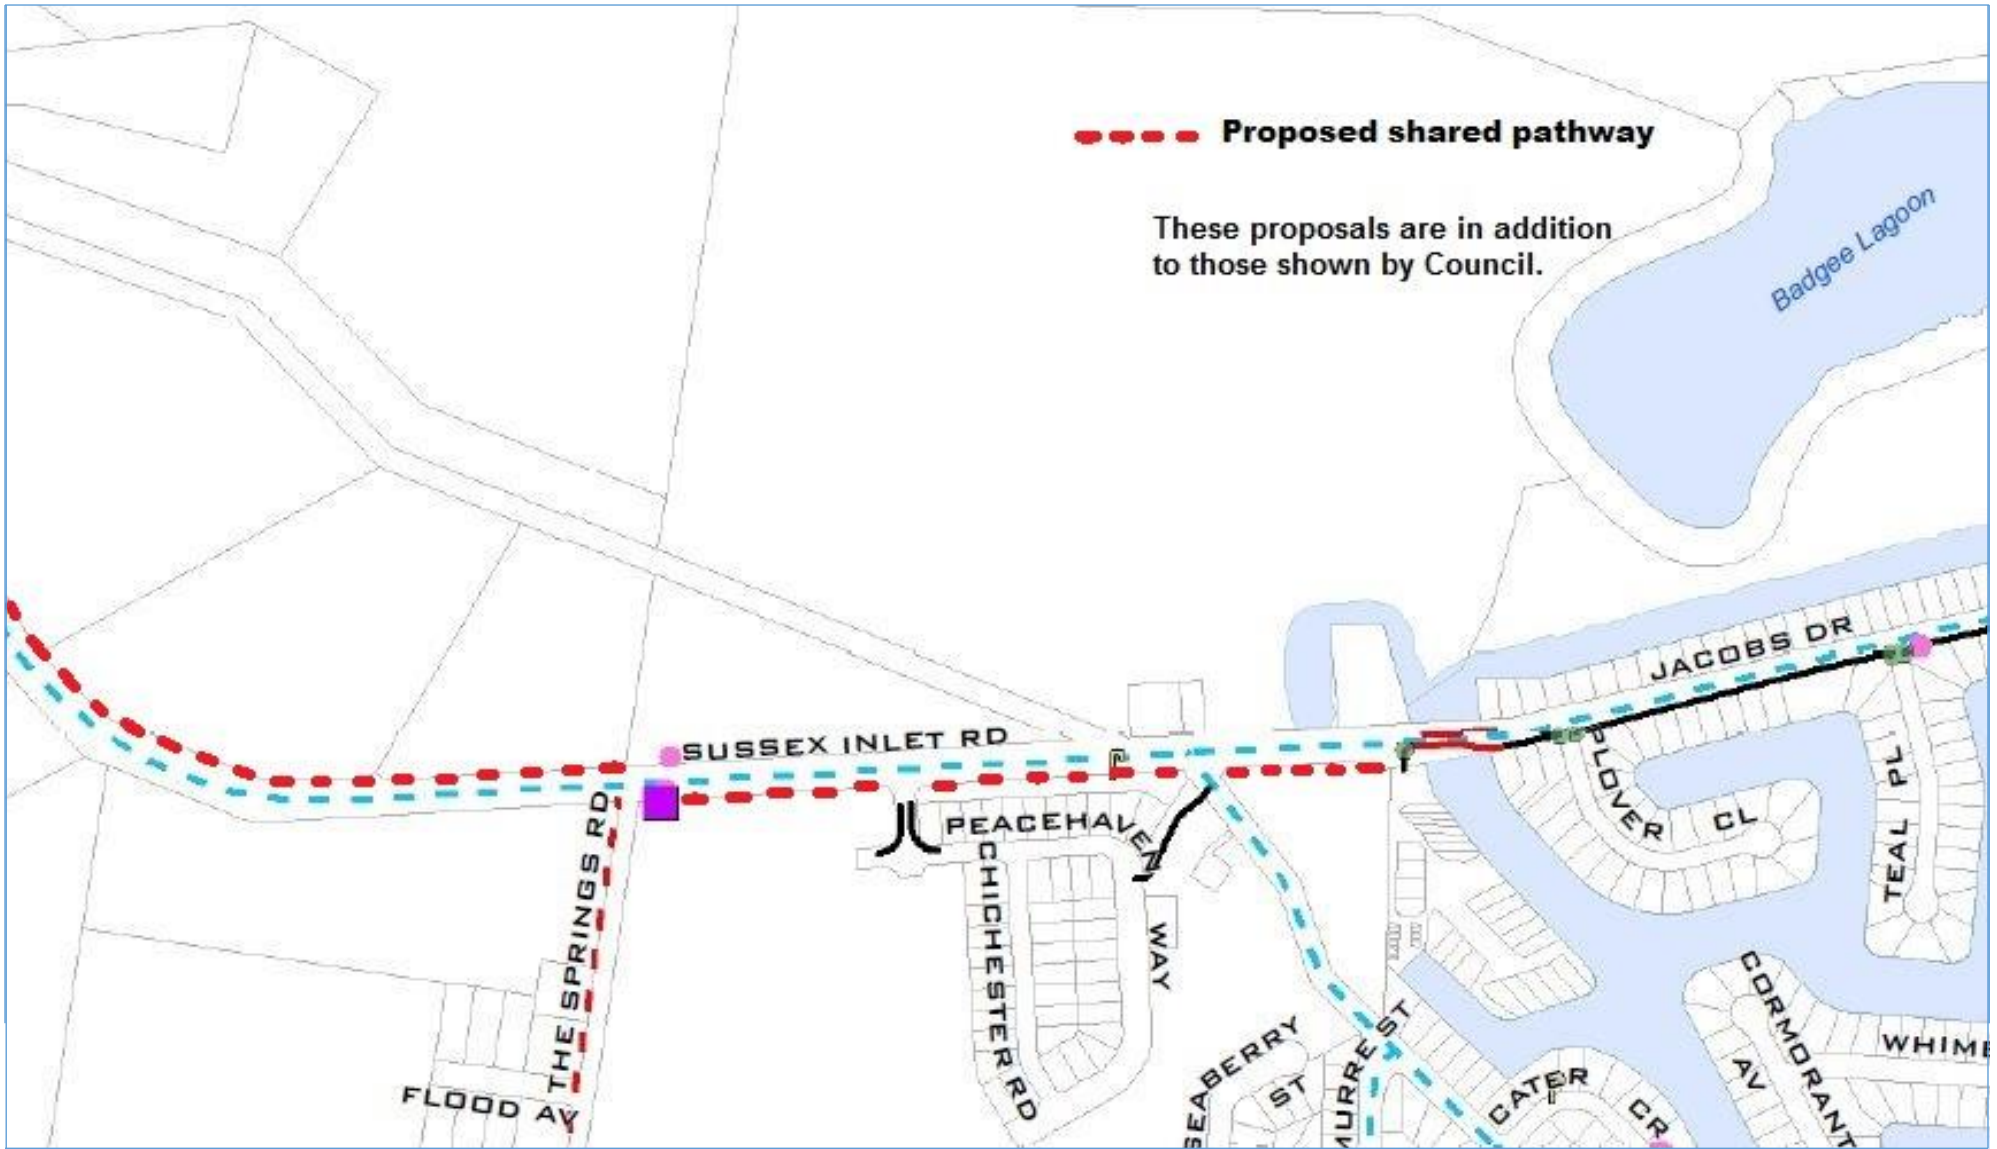 Proposed shared pathway
These proposals are in addition
to those shown by Council.
Badgee Lagoon
JACOBS DR
SUSSEX INLET RD
PLOVER CL
TEAL PL
PEACEHAVEN WAY
THE SPRINGS RD
CHICHESTER RD
FLOOD AV
SEABERRY ST
MURRE ST
CATER CR
CORMORANT AV
WHIMB